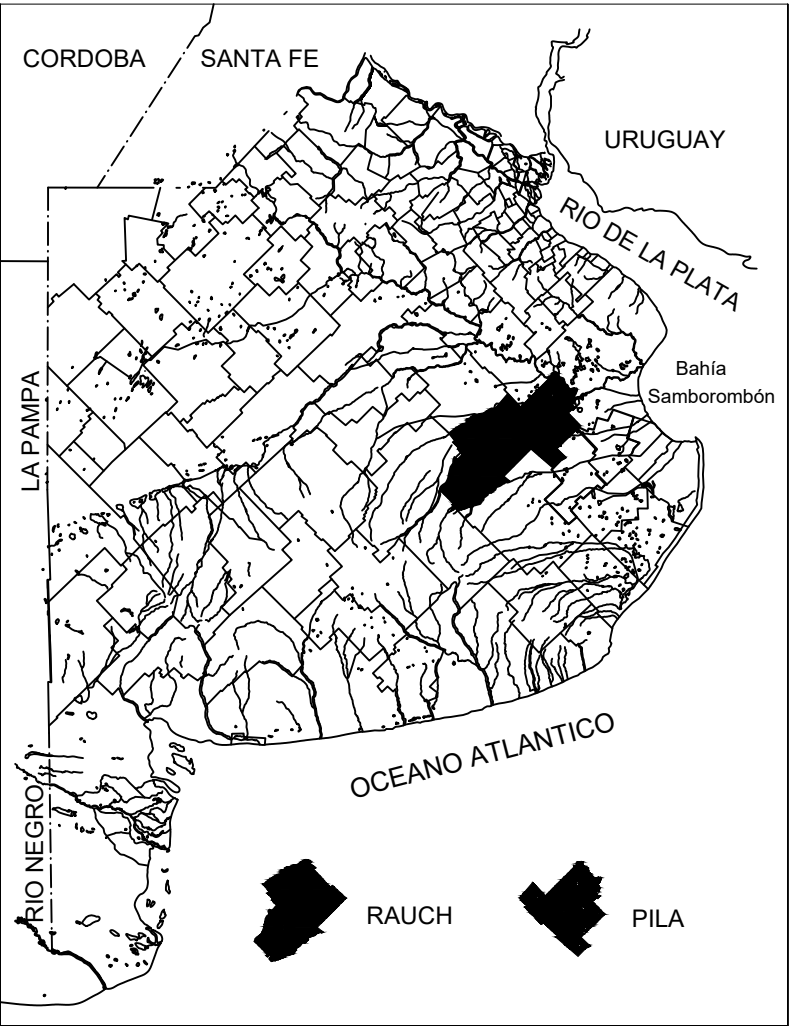 CORDOBA
SANTA FE
URUGUAY
RIO DE LA PLATA
Bahía
Samborombón
LA PAMPA
OCEANO ATLANTICO
RIO NEGRO
RAUCH
PILA